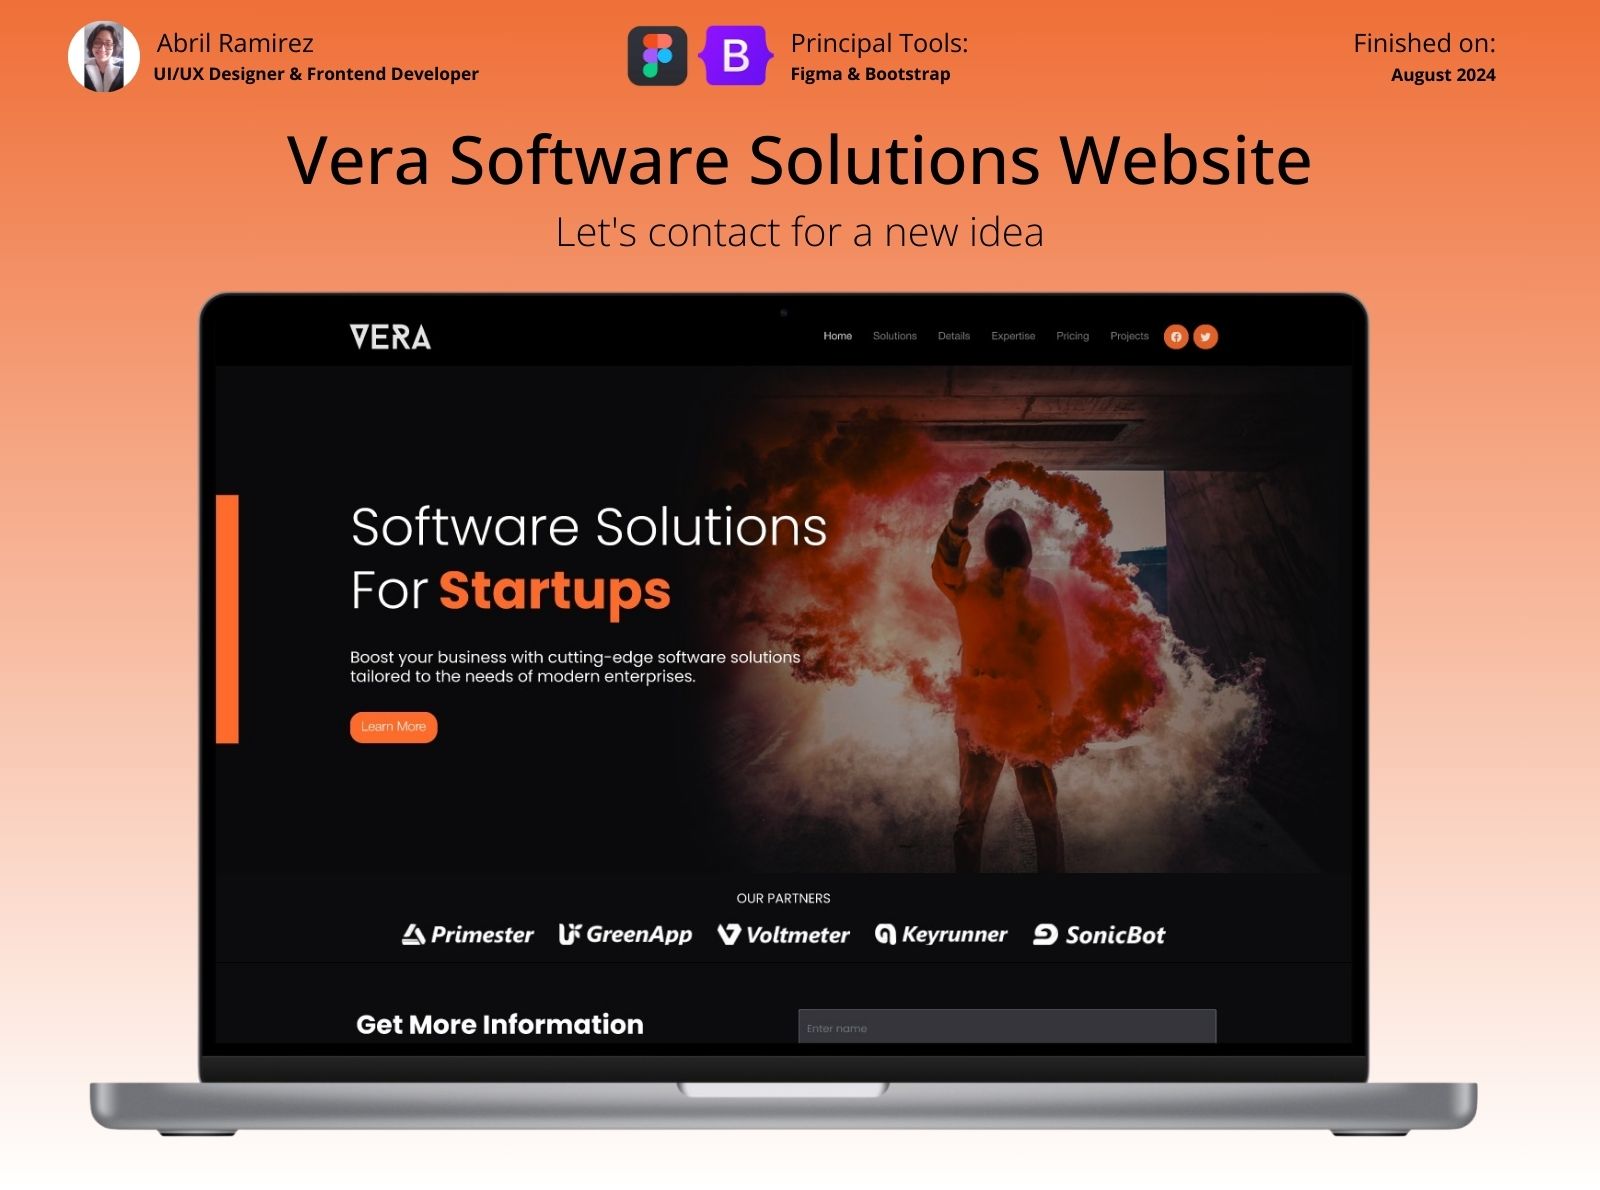 Abril Ramirez
UI/UX Designer & Frontend Developer
B
Principal Tools:
Figma & Bootstrap
Finished on:
August 2024
Vera Software Solutions Website
Let's contact for a new idea
VERA
Home Solutions Details Expertise Pricing Projects
Software Solutions
For Startups
Boost your business with cutting-edge software solutions
tailored to the needs of modern enterprises.
Learn More
OUR PARTNERS
Primester GreenApp Voltmeter Keyrunner SonicBot
Get More Information
Enter name